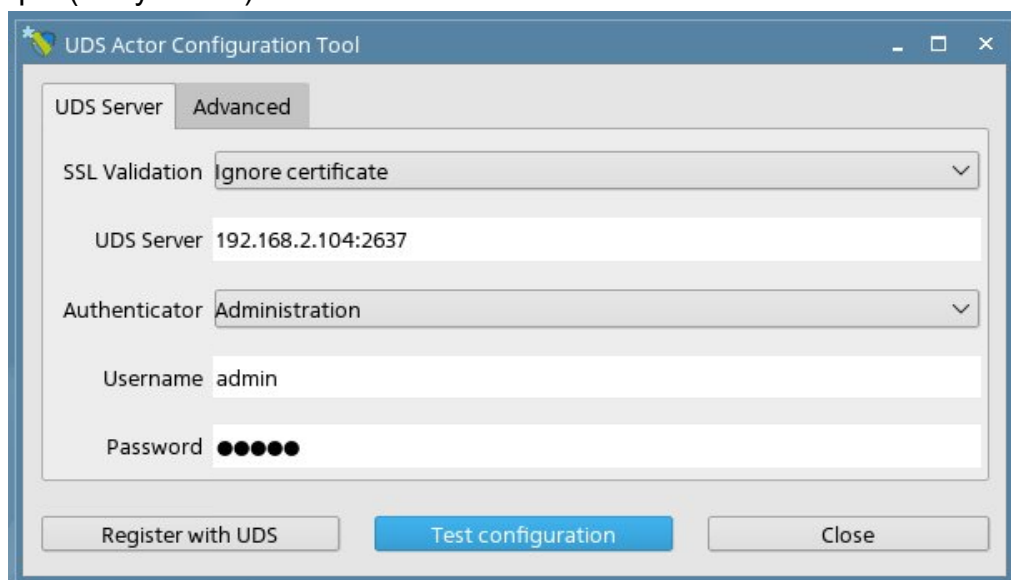 UDS Actor Configuration Tool
UDS Server Advanced
SSL Validation Ignore certificate
UDS Server 192.168.2.104:2637
Authenticator Administration
Username admin
Password ●●●●●
Register with UDS Test configuration Close